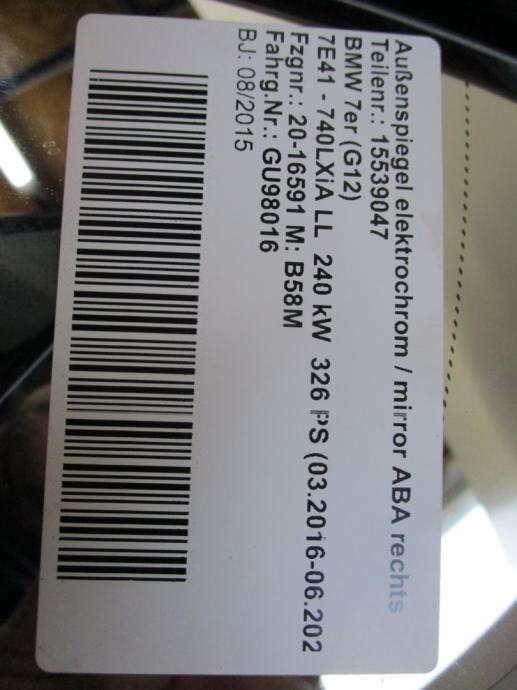 Außenspiegel elektrochrom / mirror ABA rechts
Teilenr.: 15539047
BMW 7er (G12)
7E41 - 740LXiA LL 240 kW 326 PS (03.2016-06.202
Fzgnr.: 20-16591 M: B58M
Fahrg.Nr.: GU98016
BJ: 08/2015